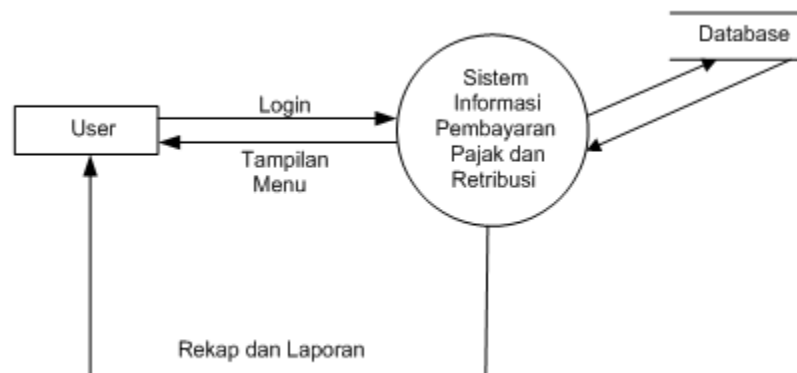 Database
Sistem
Informasi
Pembayaran
Pajak dan
Retribusi
User
Login
Tampilan
Menu
Rekap dan Laporan